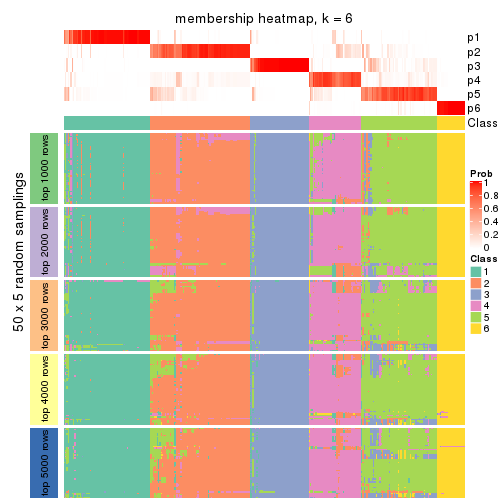 membership heatmap, k = 6
p1
p2
p3
p4
p5
p6
Class
50 x 5 random samplings
top 1000 rows
top 2000 rows
top 3000 rows
top 4000 rows
top 5000 rows
Prob
1
0.8
0.6
0.4
0.2
0
Class
1
2
3
4
5
6